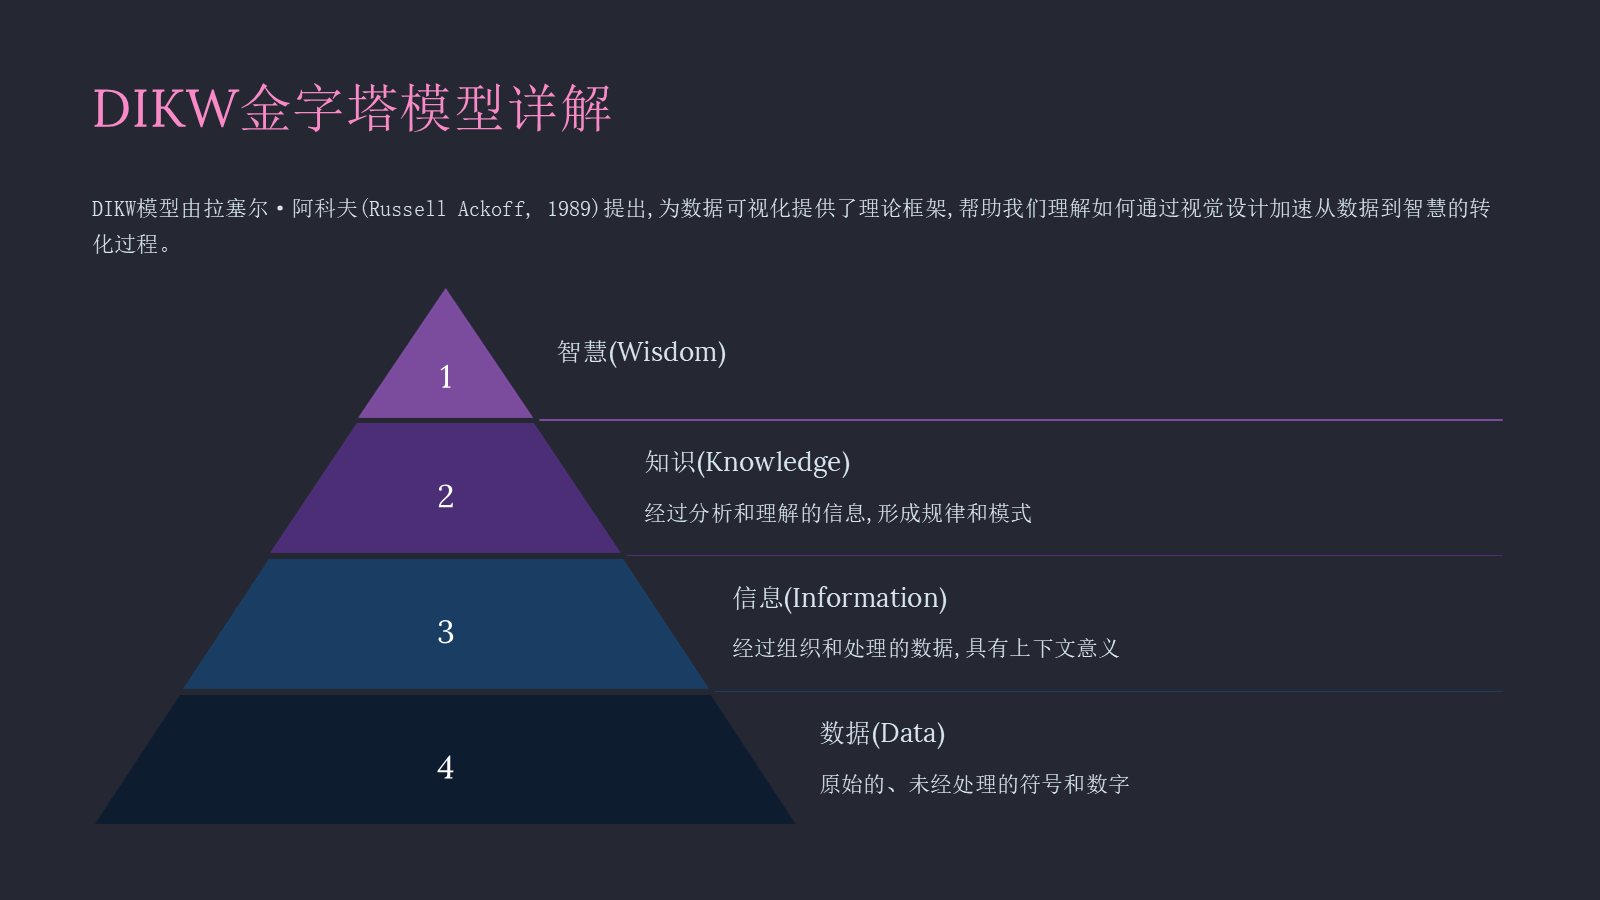 DIKW金字塔模型详解
DIKW模型由拉塞尔·阿科夫(Russell Ackoff, 1989)提出,为数据可视化提供了理论框架,帮助我们理解如何通过视觉设计加速从数据到智慧的转
化过程。
1
智慧(Wisdom)
2
知识(Knowledge)
经过分析和理解的信息,形成规律和模式
3
信息(Information)
经过组织和处理的数据,具有上下文意义
4
数据(Data)
原始的、未经处理的符号和数字